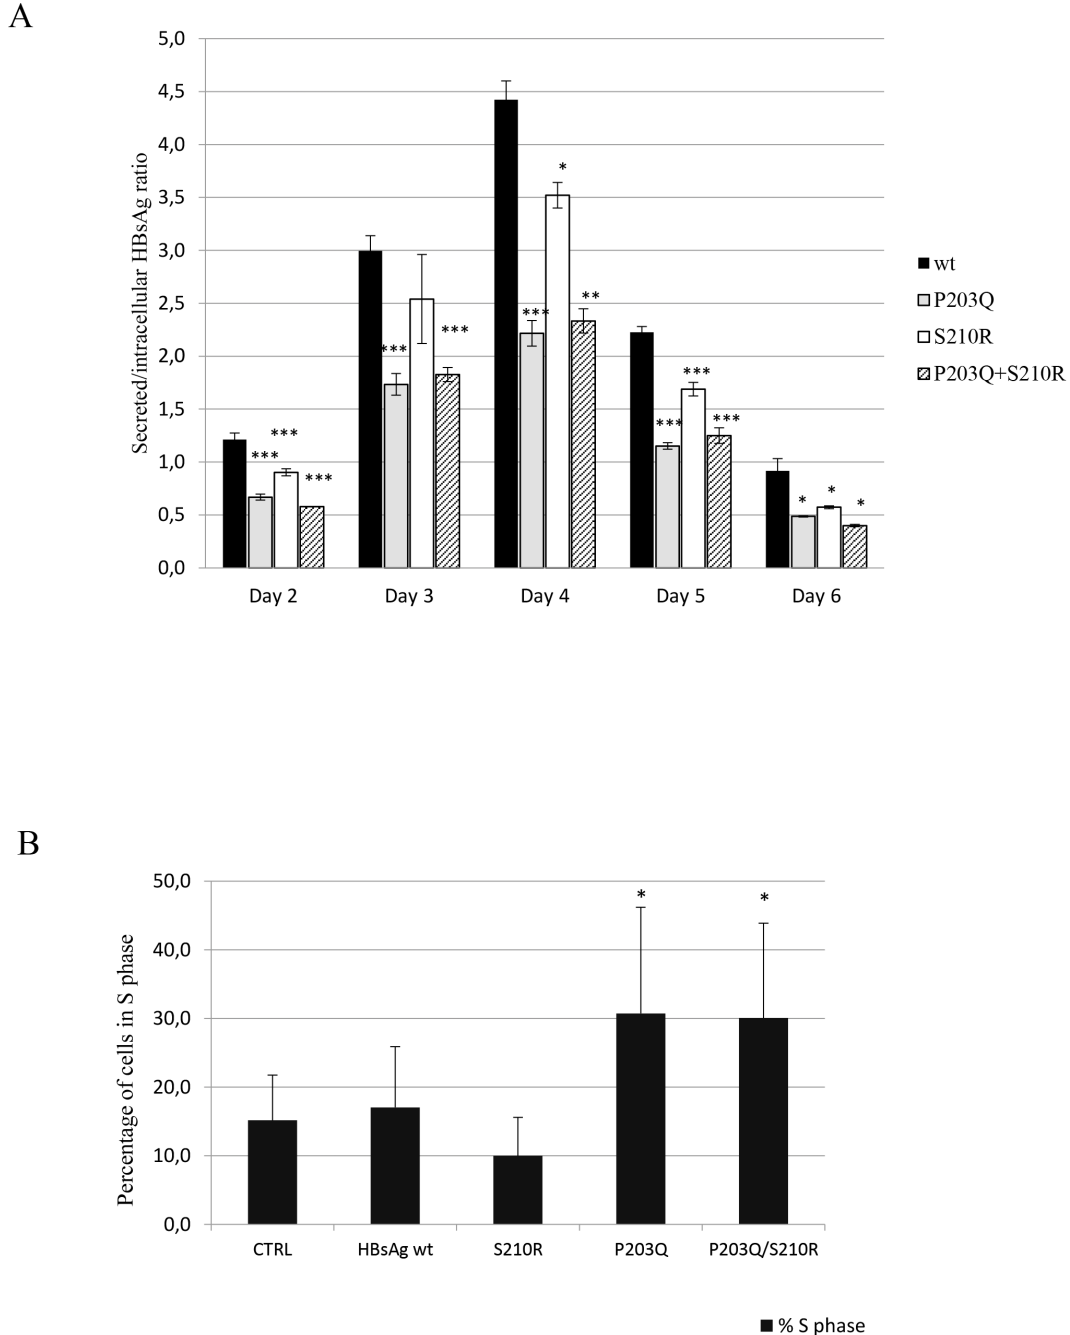 A
Secreted/intracellular HBsAg ratio
5,0
4,5
4,0
3,5
3,0
2,5
2,0
1,5
1,0
0,5
0,0
*
*** **
*** ***
***
*** ***
***
*** ***
* * *
Day 2 Day 3 Day 4 Day 5 Day 6
wt
P203Q
S210R
P203Q+S210R
B
Percentage of cells in S phase
50,0
40,0
30,0
20,0
10,0
0,0
* *
CTRL HBsAg wt S210R P203Q P203Q/S210R
% S phase